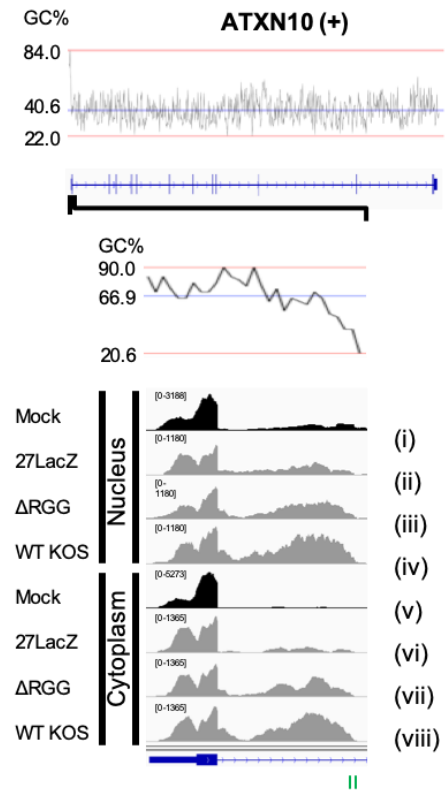 GC%
ATXN10 (+)
84.0
40.6
22.0
GC%
90.0
66.9
20.6
Nucleus
Mock
[0-3188]
(i)
27LacZ
[0-1180]
(ii)
ΔRGG
[0-1180]
(iii)
WT KOS
[0-1180]
(iv)
Cytoplasm
Mock
[0-5273]
(v)
27LacZ
[0-1365]
(vi)
ΔRGG
[0-1365]
(vii)
WT KOS
[0-1365]
(viii)